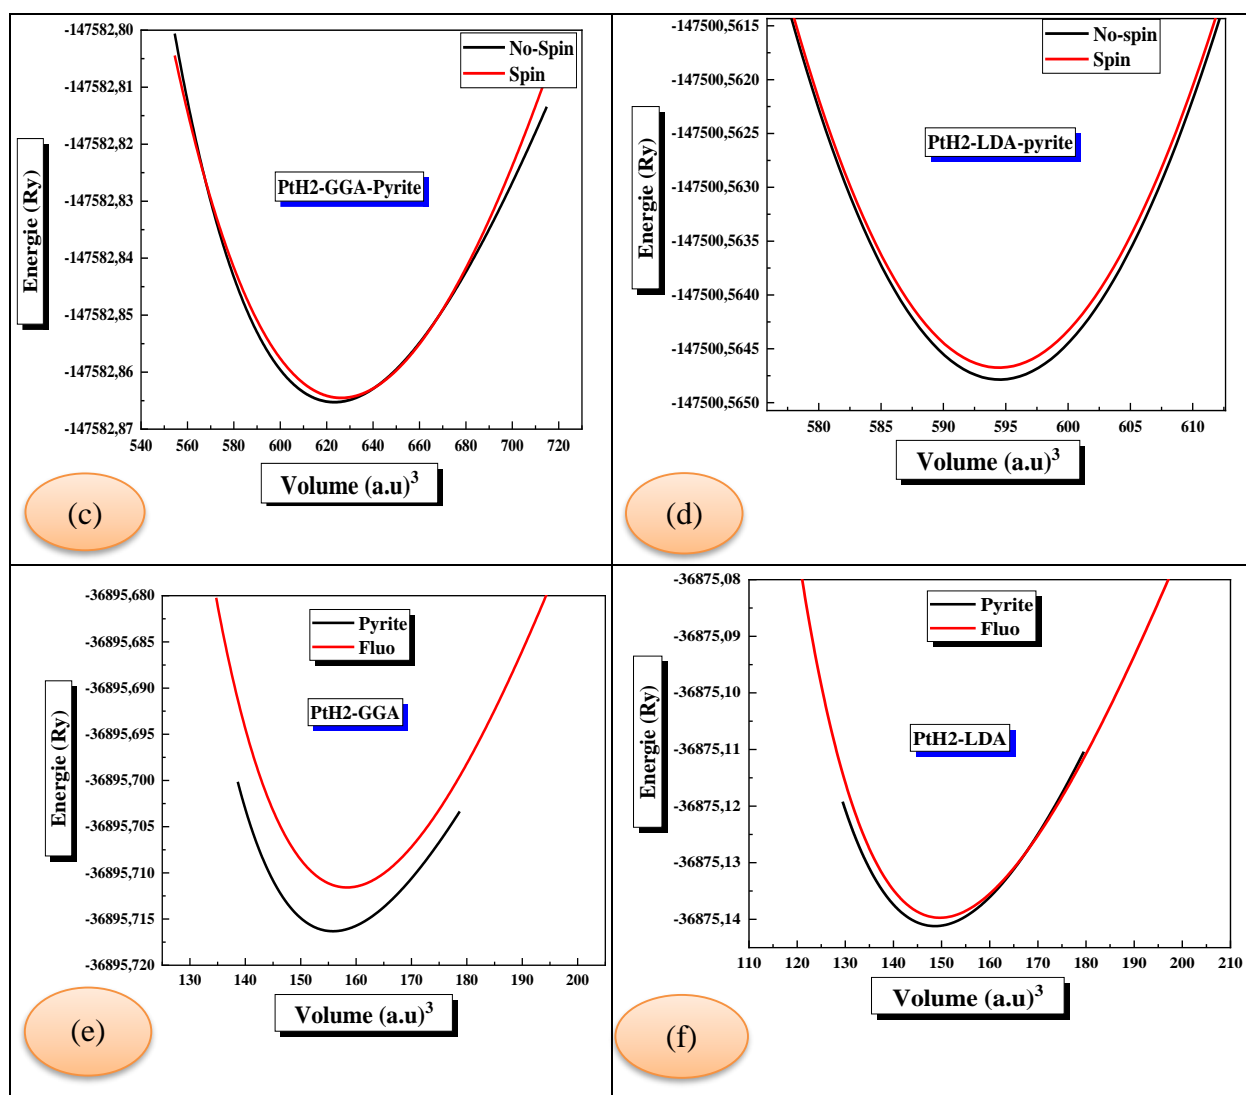 -147582,80
-147582,81
-147582,82
-147582,83
-147582,84
-147582,85
-147582,86
-147582,87
540 560 580 600 620 640 660 680 700 720
Energie (Ry)
No-Spin
Spin
PtH2-GGA-Pyrite
Volume (a.u)³
(c)
-147500,5615
-147500,5620
-147500,5625
-147500,5630
-147500,5635
-147500,5640
-147500,5645
-147500,5650
580 585 590 595 600 605 610
Energie (Ry)
No-spin
Spin
PtH2-LDA-pyrite
Volume (a.u)³
(d)
-36895,680
-36895,685
-36895,690
-36895,695
-36895,700
-36895,705
-36895,710
-36895,715
-36895,720
130 140 150 160 170 180 190 200
Energie (Ry)
Pyrite
Fluo
PtH2-GGA
Volume (a.u)³
(e)
-36875,08
-36875,09
-36875,10
-36875,11
-36875,12
-36875,13
-36875,14
110 120 130 140 150 160 170 180 190 200 210
Energie (Ry)
Pyrite
Fluo
PtH2-LDA
Volume (a.u)³
(f)